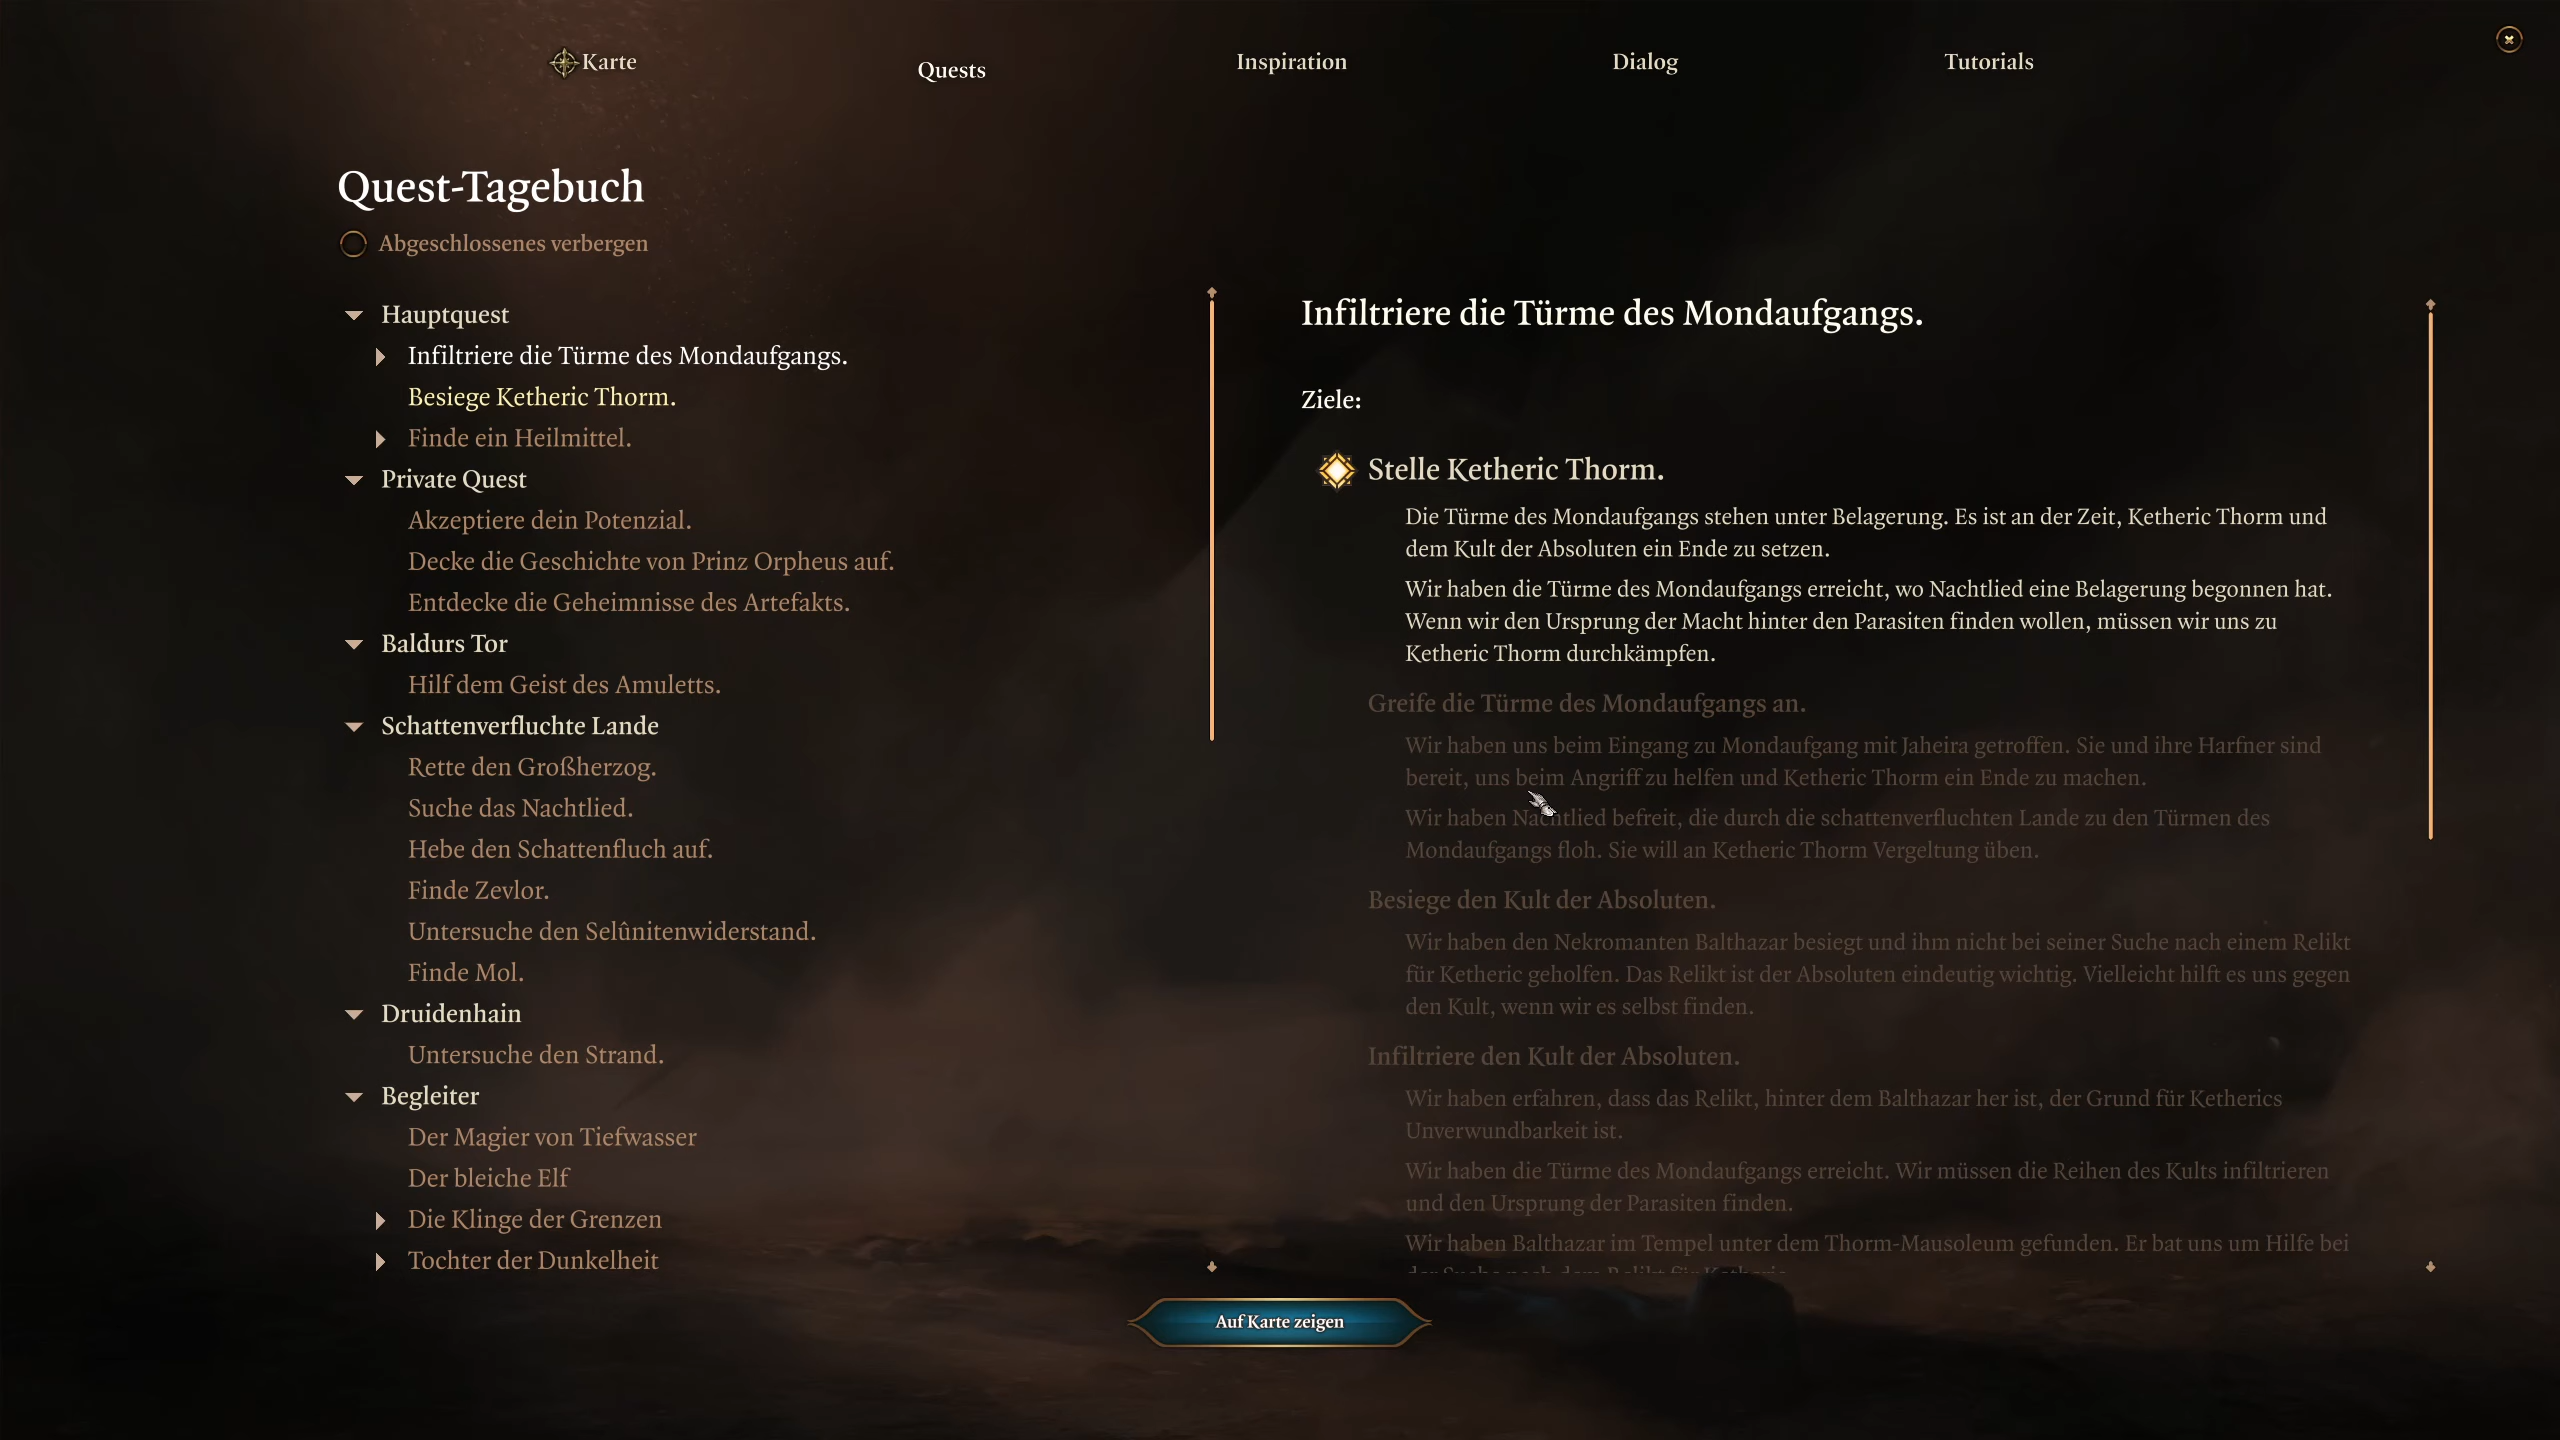 Karte
Quests
Inspiration
Dialog
Tutorials
Quest-Tagebuch
Abgeschlossenes verbergen
Hauptquest
Infiltriere die Türme des Mondaufgangs.
Besiege Ketheric Thorm.
Finde ein Heilmittel.
Private Quest
Akzeptiere dein Potenzial.
Decke die Geschichte von Prinz Orpheus auf.
Entdecke die Geheimnisse des Artefakts.
Baldurs Tor
Hilf dem Geist des Amuletts.
Schattenverfluchte Lande
Rette den Großherzog.
Suche das Nachtlied.
Hebe den Schattenfluch auf.
Finde Zevlor.
Untersuche den Selûnitenwiderstand.
Finde Mol.
Druidenhain
Untersuche den Strand.
Begleiter
Der Magier von Tiefwasser
Der bleiche Elf
Die Klinge der Grenzen
Tochter der Dunkelheit
Infiltriere die Türme des Mondaufgangs.
Ziele:
Stelle Ketheric Thorm.
Die Türme des Mondaufgangs stehen unter Belagerung. Es ist an der Zeit, Ketheric Thorm und
dem Kult der Absoluten ein Ende zu setzen.
Wir haben die Türme des Mondaufgangs erreicht, wo Nachtlied eine Belagerung begonnen hat.
Wenn wir den Ursprung der Macht hinter den Parasiten finden wollen, müssen wir uns zu
Ketheric Thorm durchkämpfen.
Greife die Türme des Mondaufgangs an.
Wir haben uns beim Eingang zu Mondaufgang mit Jaheira getroffen. Sie und ihre Harfner sind
bereit, uns beim Angriff zu helfen und Ketheric Thorm ein Ende zu machen.
Wir haben Nachtlied befreit, die durch die schattenverfluchten Lande zu den Türmen des
Mondaufgangs floh. Sie will an Ketheric Thorm Vergeltung üben.
Besiege den Kult der Absoluten.
Wir haben den Nekromanten Balthazar besiegt und ihm nicht bei seiner Suche nach einem Relikt
für Ketheric geholfen. Das Relikt ist der Absoluten eindeutig wichtig. Vielleicht hilft es uns gegen
den Kult, wenn wir es selbst finden.
Infiltriere den Kult der Absoluten.
Wir haben erfahren, dass das Relikt, hinter dem Balthazar her ist, der Grund für Ketherics
Unverwundbarkeit ist.
Wir haben die Türme des Mondaufgangs erreicht. Wir müssen die Reihen des Kults infiltrieren
und den Ursprung der Parasiten finden.
Wir haben Balthazar im Tempel unter dem Thorm-Mausoleum gefunden. Er bat uns um Hilfe bei
der Suche nach dem Relikt für Ketheric.
Auf Karte zeigen